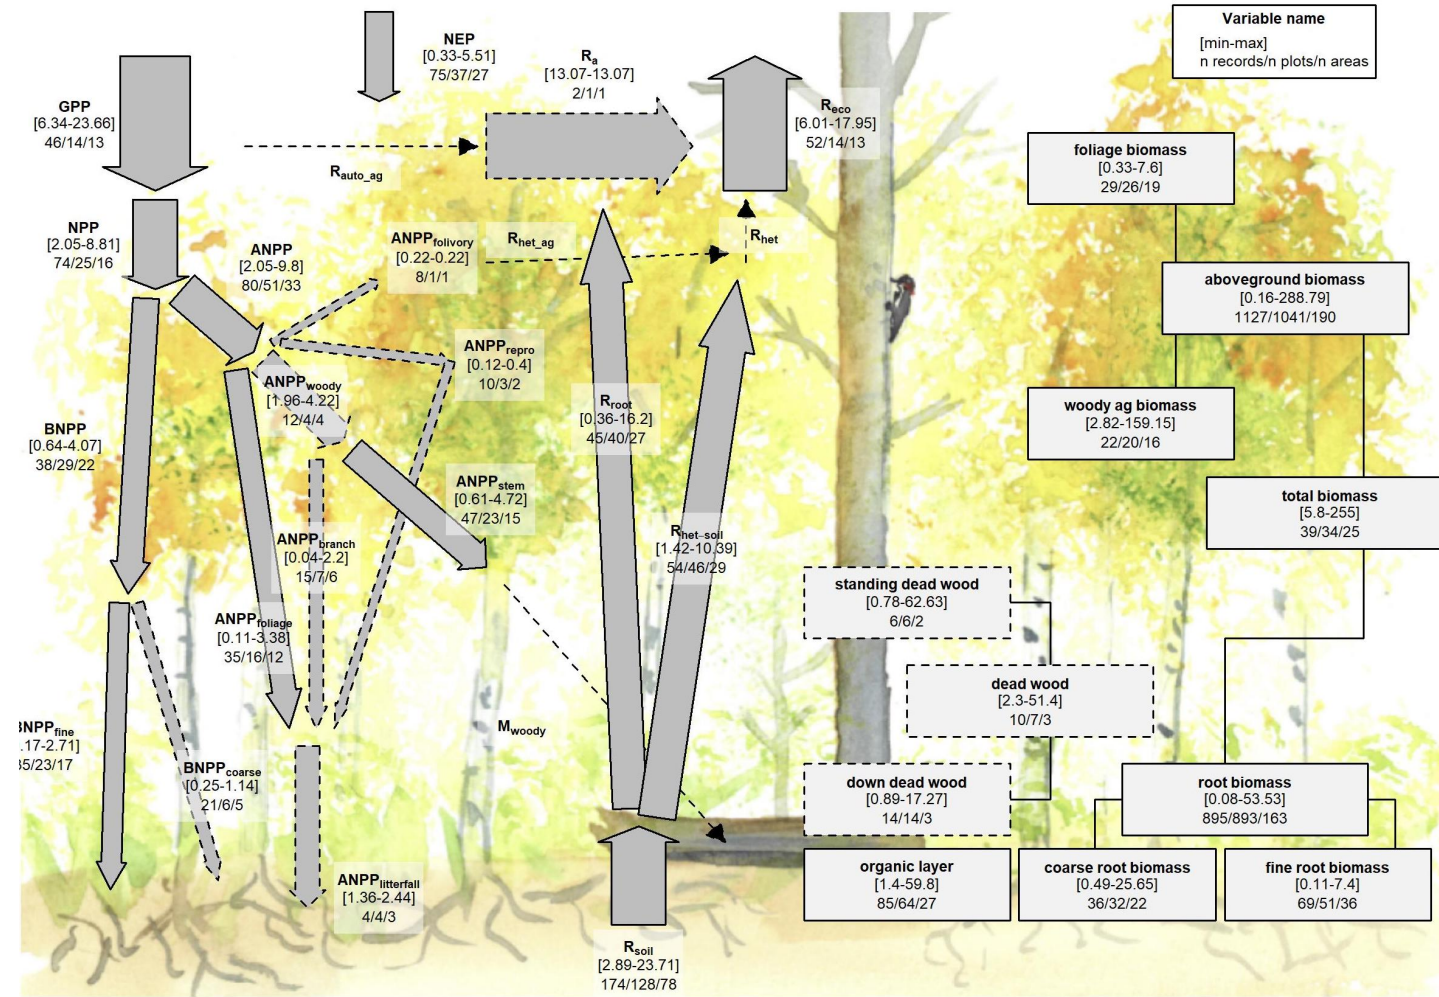 Variable name
[min-max]
n records/n plots/n areas
NEP
[0.33-5.51]
75/37/27
Ra
[13.07-13.07]
2/1/1
GPP
[6.34-23.66]
46/14/13
Reco
[6.01-17.95]
52/14/13
Rauto_ag
foliage biomass
[0.33-7.6]
29/26/19
NPP
[2.05-8.81]
74/25/16
ANPP
[2.05-9.8]
80/51/33
ANPPfolivory
[0.22-0.22]
8/1/1
Rhet_ag
Rhet
aboveground biomass
[0.16-288.79]
1127/1041/190
ANPPrepro
[0.12-0.4]
10/3/2
ANPPwoody
[1.96-4.22]
12/4/4
Rroot
[0.36-16.2]
45/40/27
woody ag biomass
[2.82-159.15]
22/20/16
BNPP
[0.64-4.07]
38/29/22
ANPPstem
[0.61-4.72]
47/23/15
total biomass
[5.8-255]
39/34/25
ANPPbranch
[0.04-2.2]
15/7/6
Rhet-soil
[1.42-10.39]
54/46/29
standing dead wood
[0.78-62.63]
6/6/2
ANPPfoliage
[0.11-3.38]
35/16/12
dead wood
[2.3-51.4]
10/7/3
Mwoody
BNPPfine
.17-2.71]
35/23/17
BNPPcoarse
[0.25-1.14]
21/6/5
down dead wood
[0.89-17.27]
14/14/3
root biomass
[0.08-53.53]
895/893/163
ANPPlitterfall
[1.36-2.44]
4/4/3
organic layer
[1.4-59.8]
85/64/27
coarse root biomass
[0.49-25.65]
36/32/22
fine root biomass
[0.11-7.4]
69/51/36
Rsoil
[2.89-23.71]
174/128/78